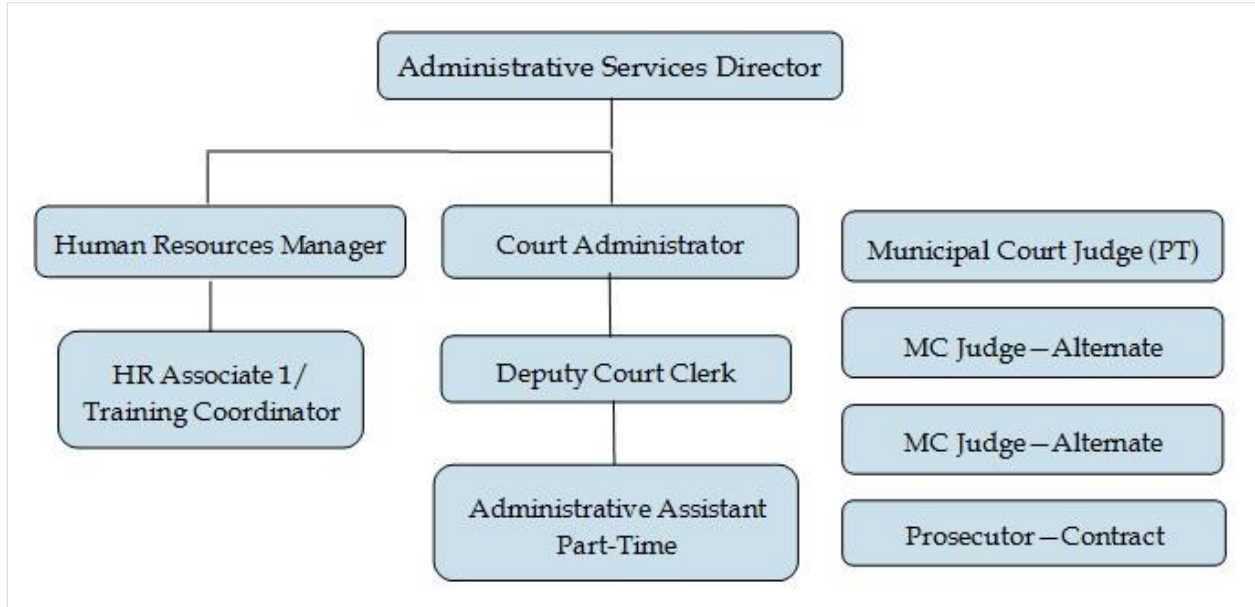 Administrative Services Director
Human Resources Manager
Court Administrator
Municipal Court Judge (PT)
HR Associate 1/
Training Coordinator
Deputy Court Clerk
MC Judge—Alternate
MC Judge—Alternate
Administrative Assistant
Part-Time
Prosecutor—Contract